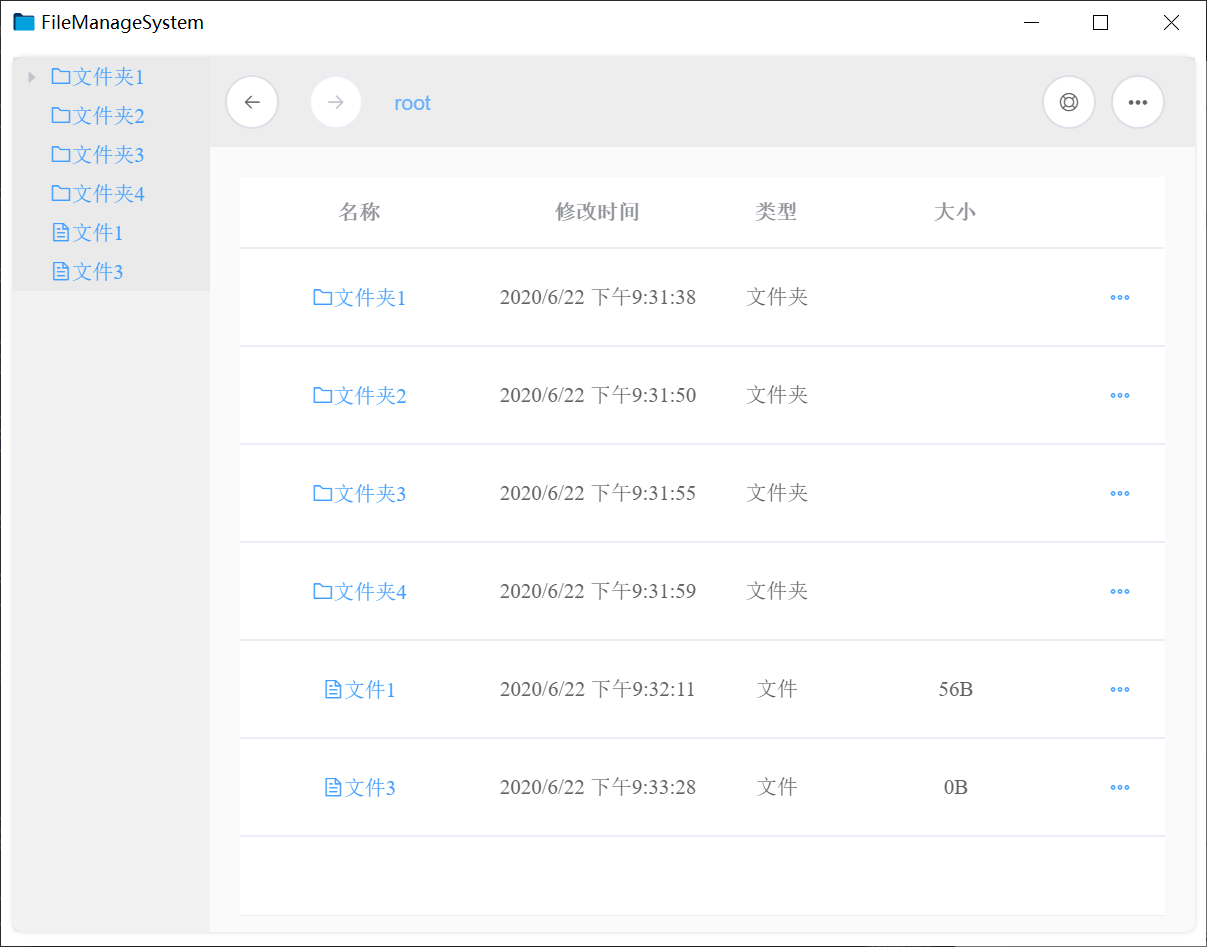 FileManageSystem
文件夹1
文件夹2
文件夹3
文件夹4
文件1
文件3
root
名称 修改时间 类型 大小
文件夹1 2020/6/22 下午9:31:38 文件夹
文件夹2 2020/6/22 下午9:31:50 文件夹
文件夹3 2020/6/22 下午9:31:55 文件夹
文件夹4 2020/6/22 下午9:31:59 文件夹
文件1 2020/6/22 下午9:32:11 文件 56B
文件3 2020/6/22 下午9:33:28 文件 0B